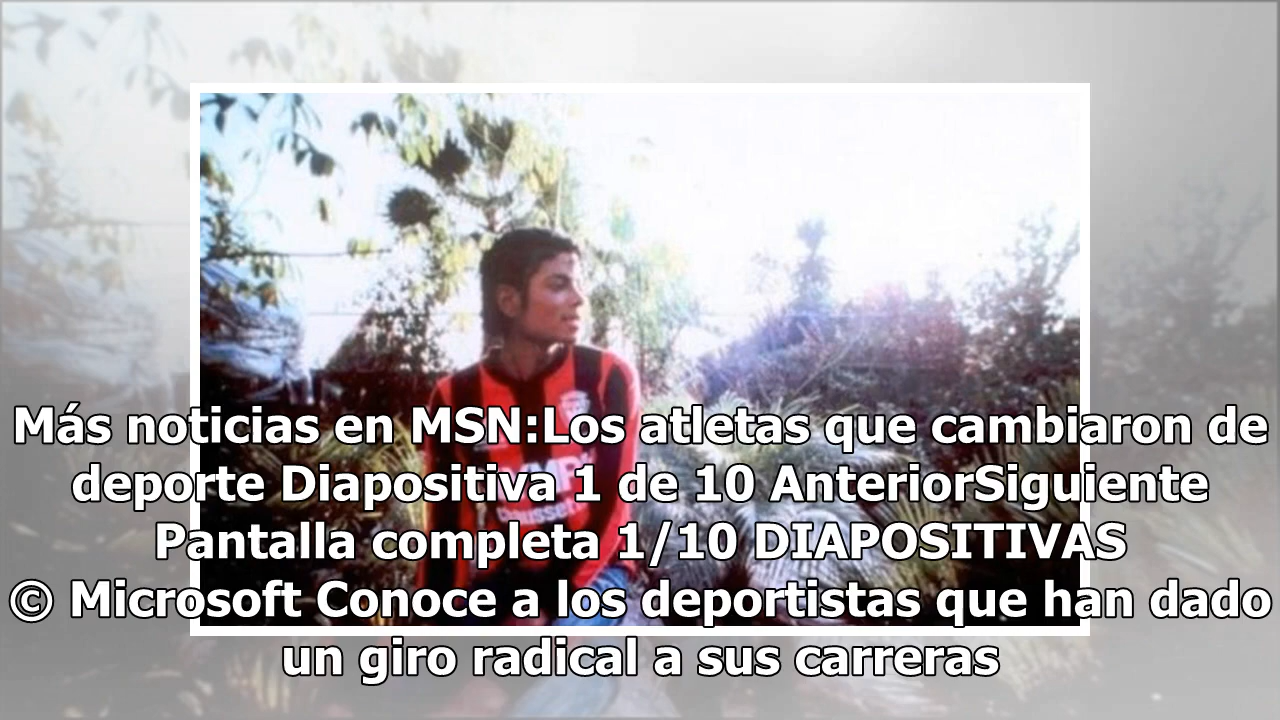 Más noticias en MSN:Los atletas que cambiaron de
deporte Diapositiva 1 de 10 AnteriorSiguiente
Pantalla completa 1/10 DIAPOSITIVAS
© Microsoft Conoce a los deportistas que han dado
un giro radical a sus carreras